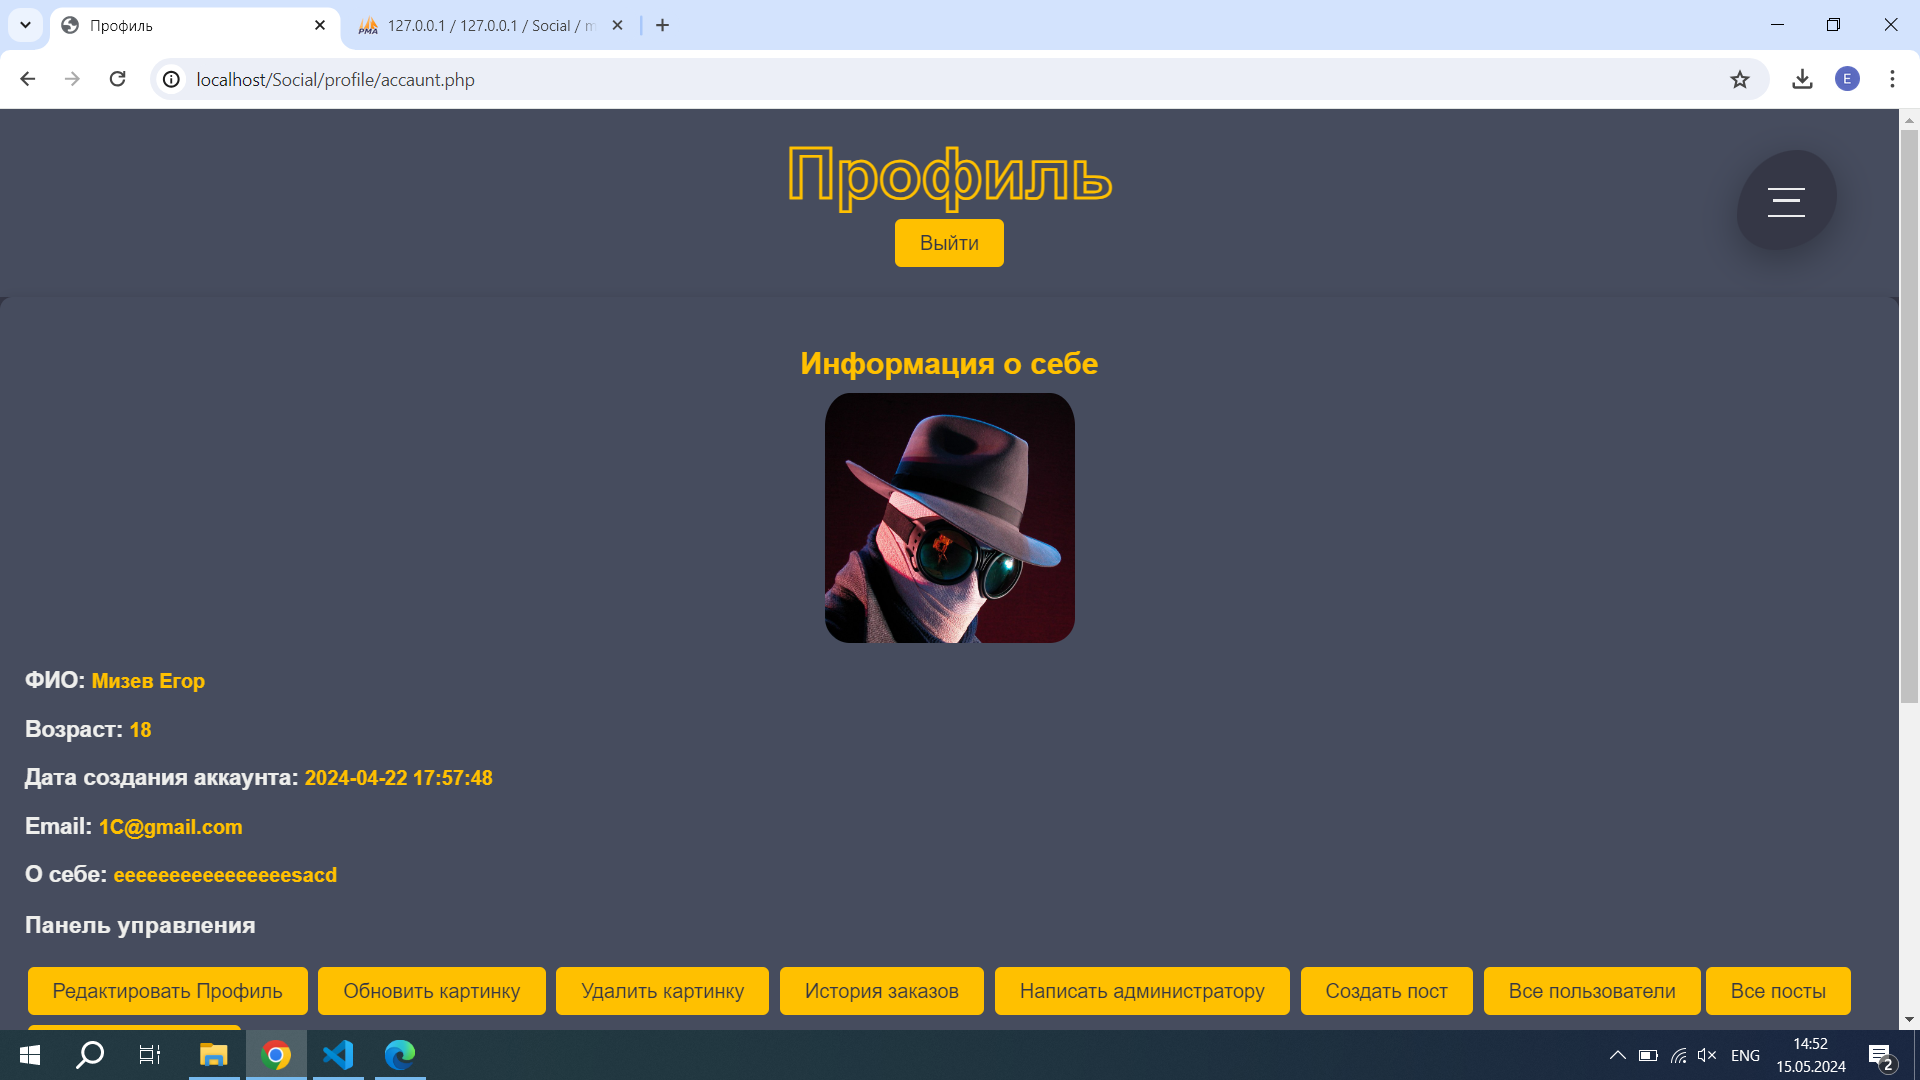 Профиль
127.0.0.1 / 127.0.0.1 / Social / m
localhost/Social/profile/accaunt.php
E
Профиль
Выйти
Информация о себе
ФИО: Мизев Егор
Возраст: 18
Дата создания аккаунта: 2024-04-22 17:57:48
Email: 1C@gmail.com
О себе: eeeeeeeeeeeeeeeesacd
Панель управления
Редактировать Профиль Обновить картинку Удалить картинку История заказов Написать администратору Создать пост Все пользователи Все посты
ENG
14:52
15.05.2024
2